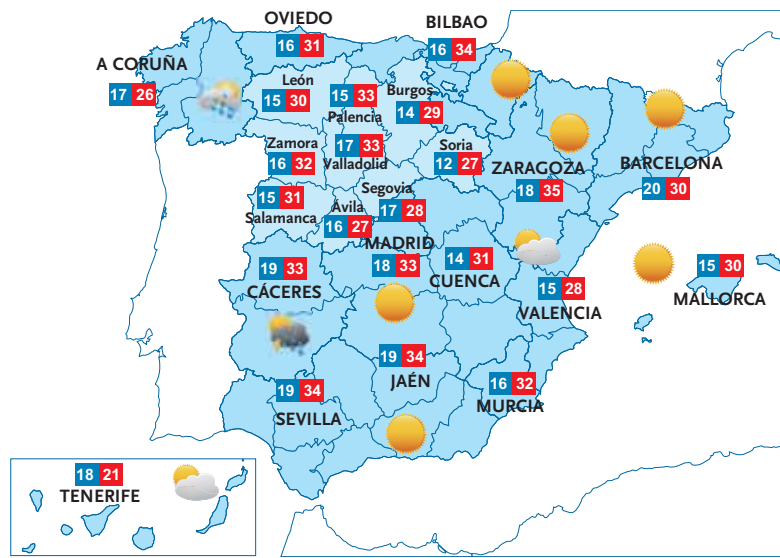 OVIEDO
16 31
BILBAO
16 34
A CORUÑA
17 26
León
15 30
15 33
Palencia
Burgos
14 29
Zamora
16 32
17 33
Valladolid
Soria
12 27
ZARAGOZA
18 35
BARCELONA
20 30
15 31
Salamanca
Ávila
16 27
Segovia
17 28
MADRID
18 33
14 31
CUENCA
19 33
CÁCERES
15 28
VALENCIA
15 30
MALLORCA
19 34
JAÉN
16 32
MURCIA
19 34
SEVILLA
18 21
TENERIFE